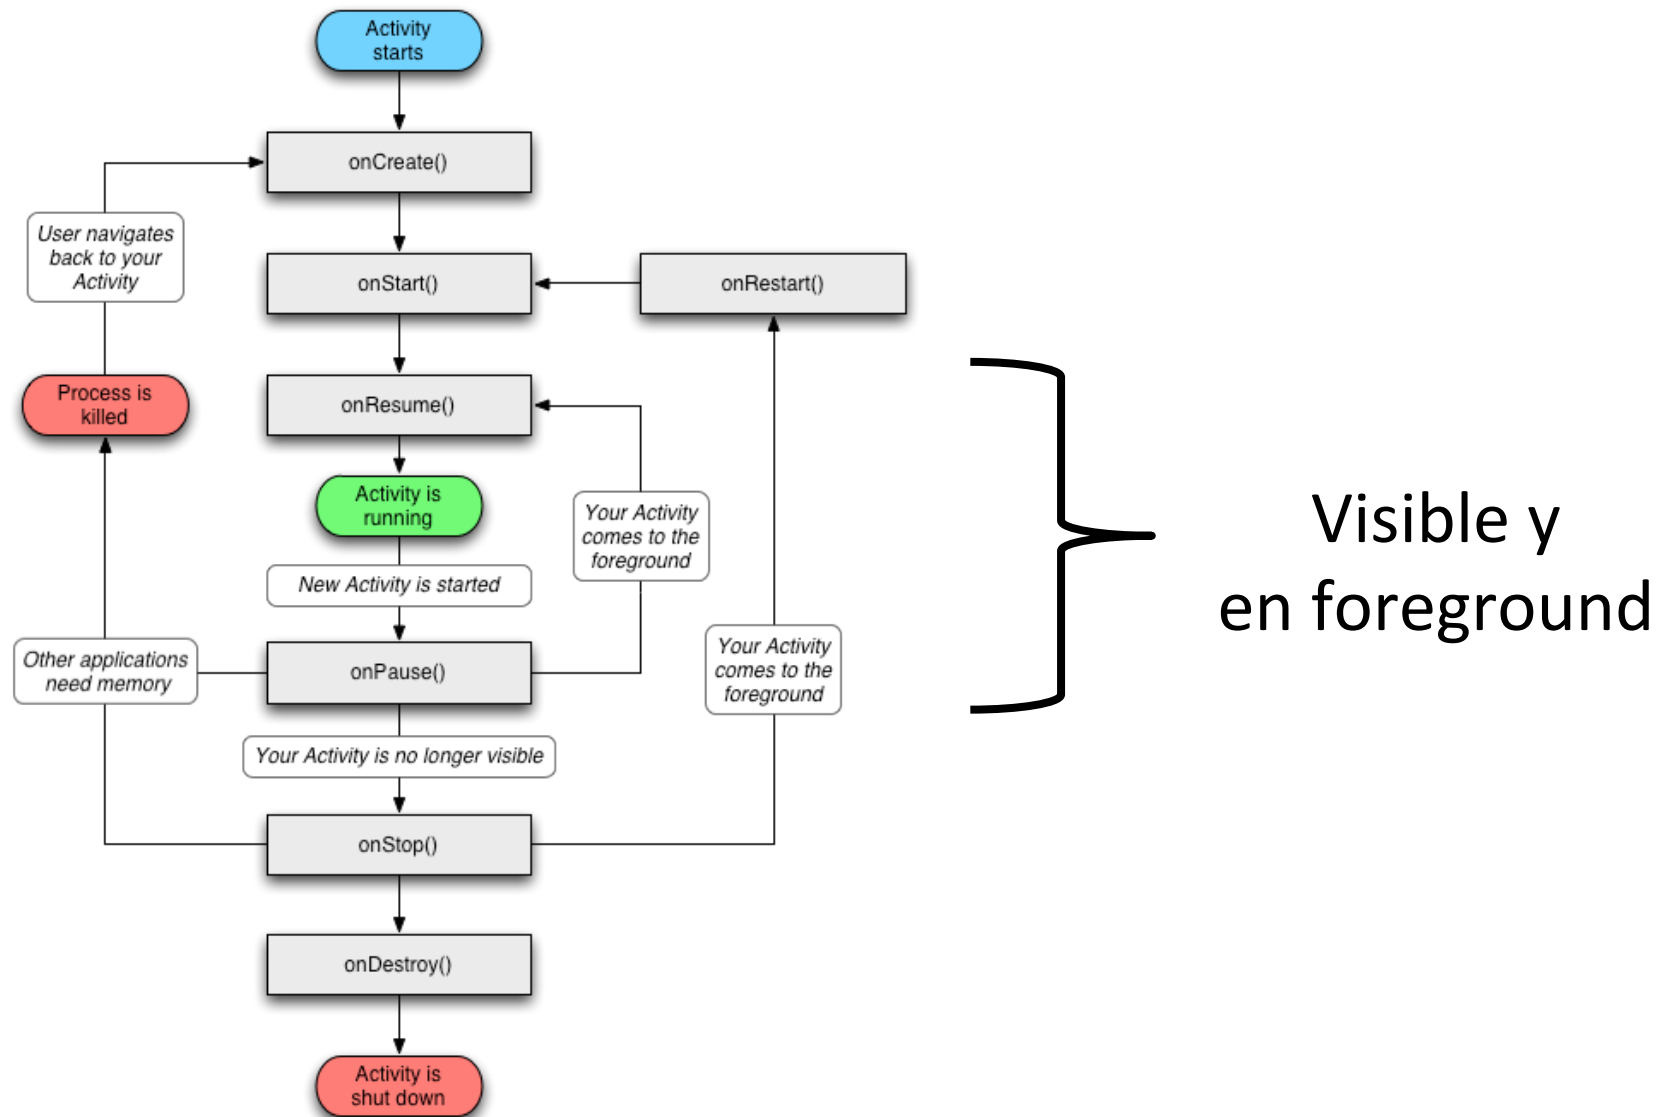 Activity
starts
onCreate()
User navigates
back to your
Activity
onStart()
onRestart()
Process is
killed
onResume()
Activity is
running
Your Activity
comes to the
foreground
New Activity is started
Other applications
need memory
onPause()
Your Activity
comes to the
foreground
Your Activity is no longer visible
onStop()
onDestroy()
Activity is
shut down
Visible y
en foreground